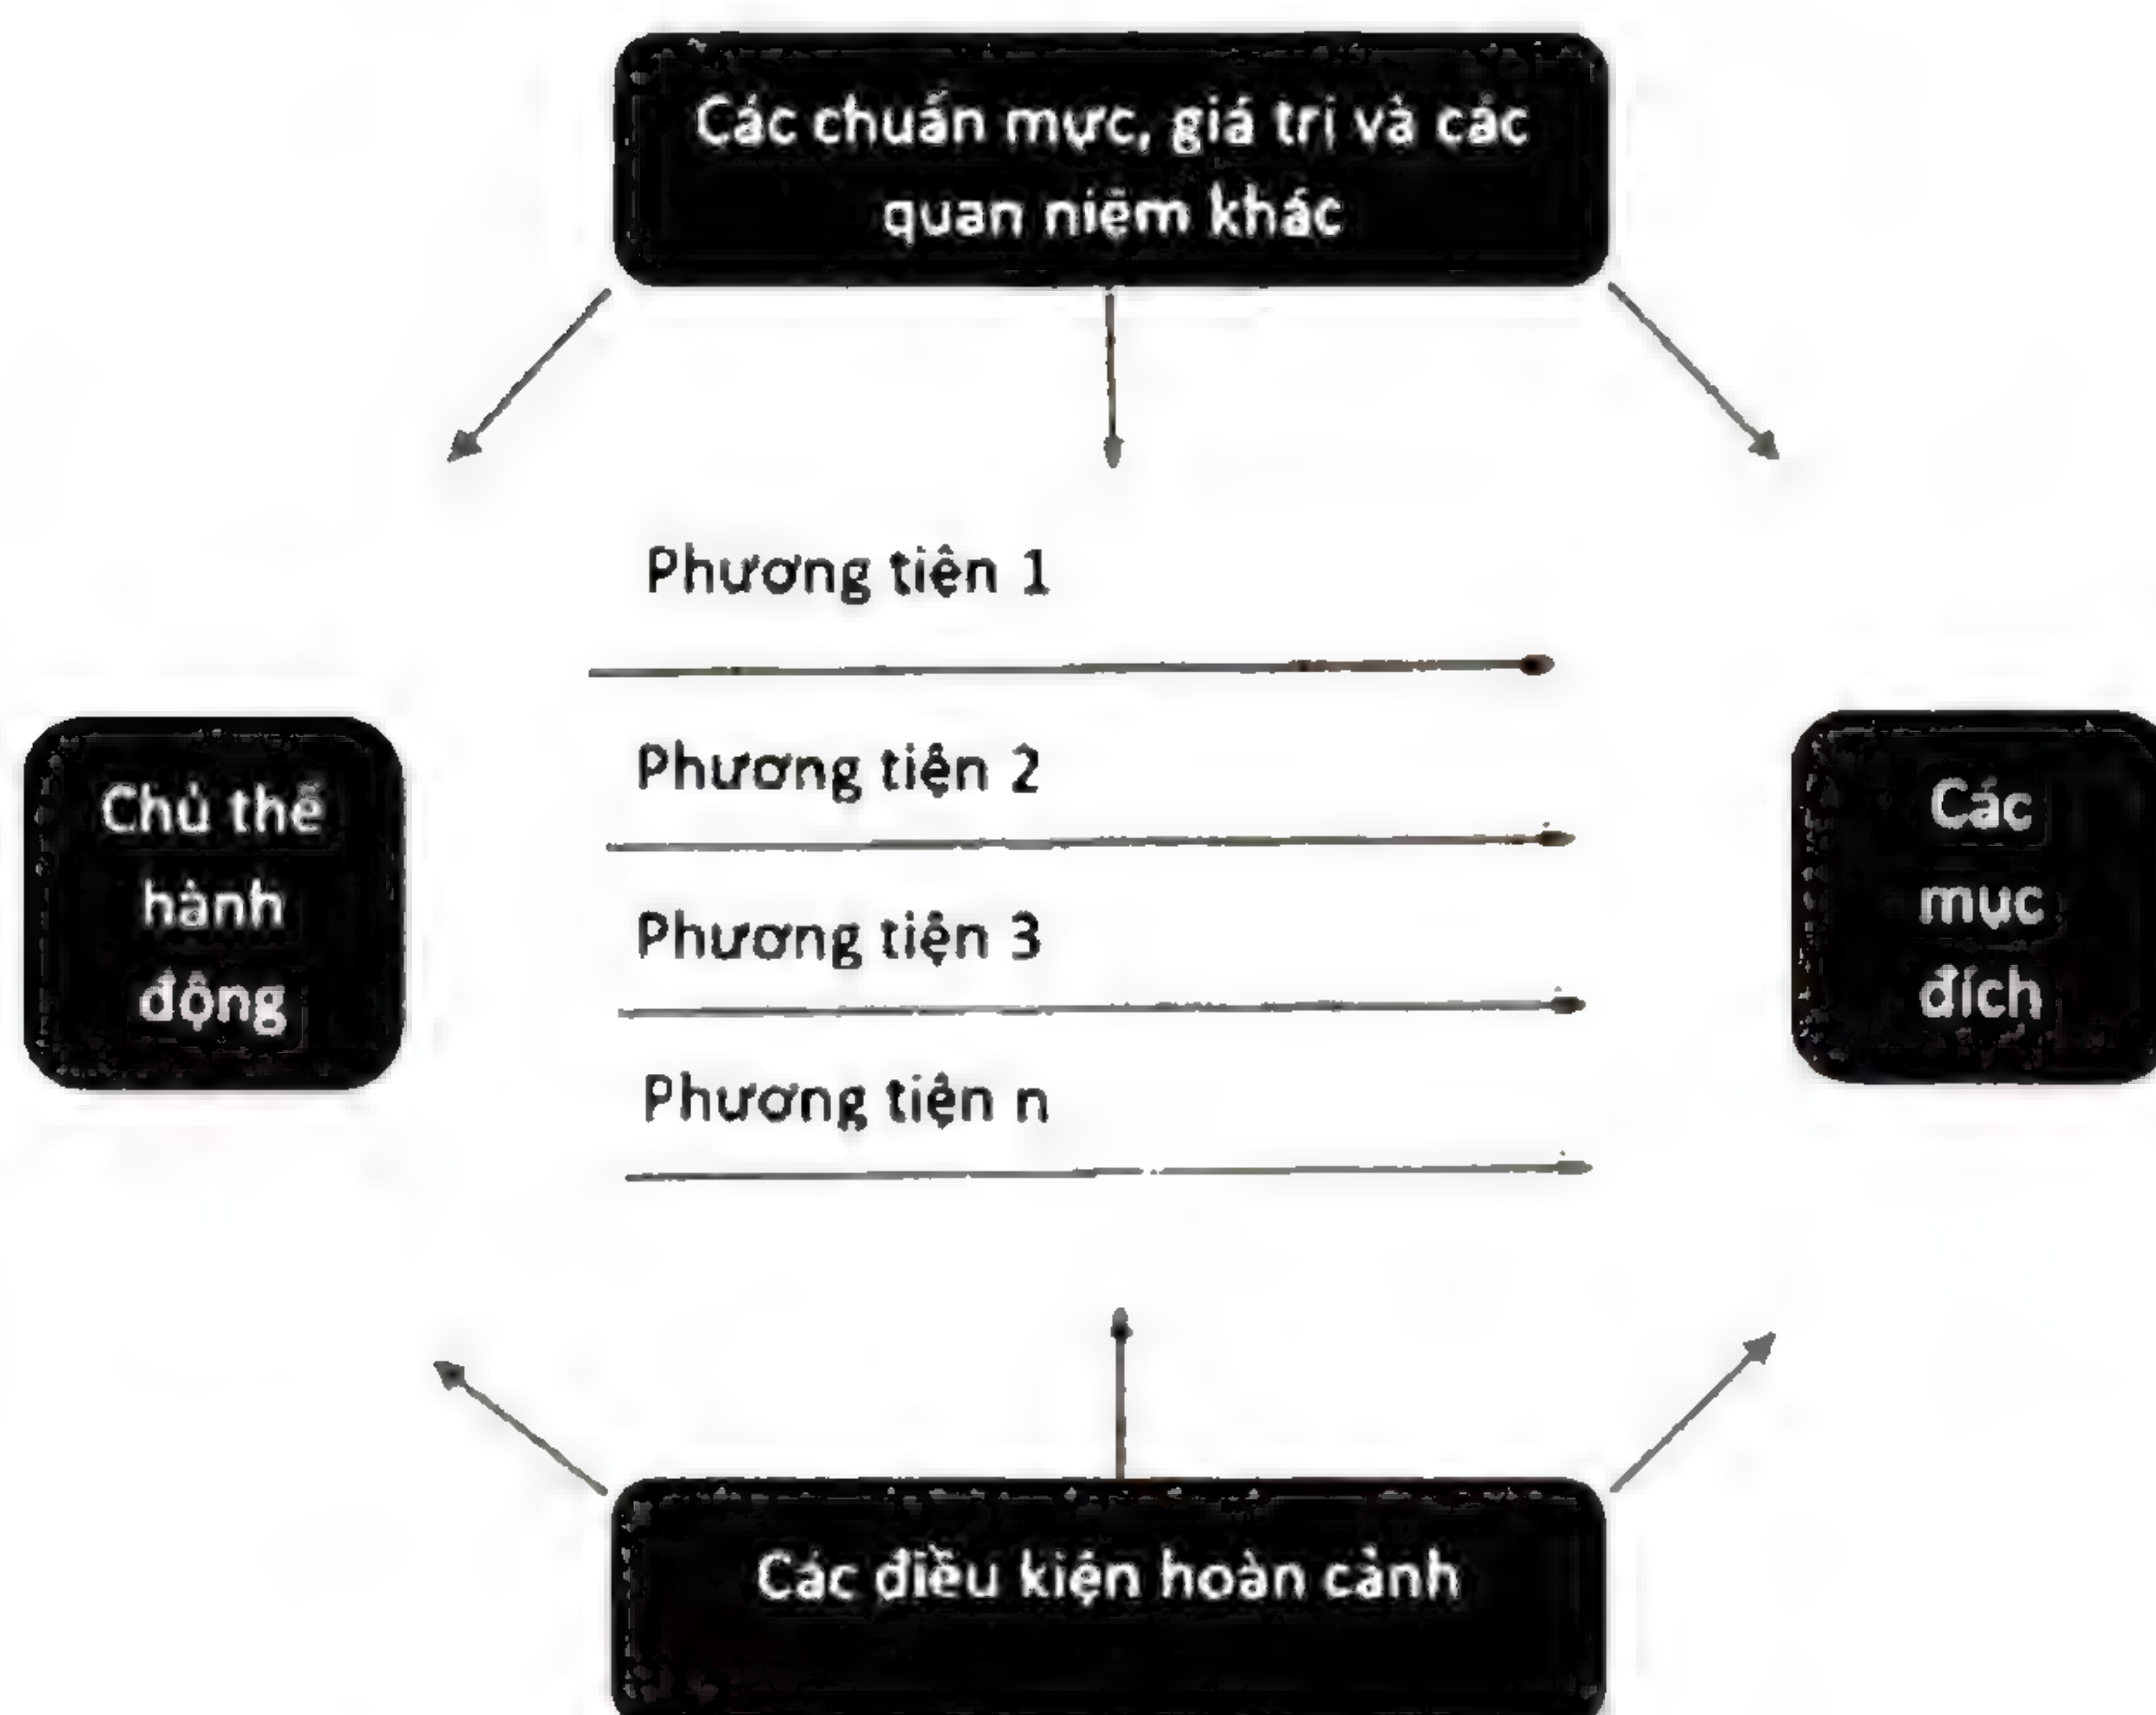 Các chuẩn mực, giá trị và các
quan niệm khác
Phương tiện 1
Phương tiện 2
Chủ thể
hành
động
Các
mục
đích
Phương tiện 3
Phương tiện n
Các điều kiện hoàn cảnh